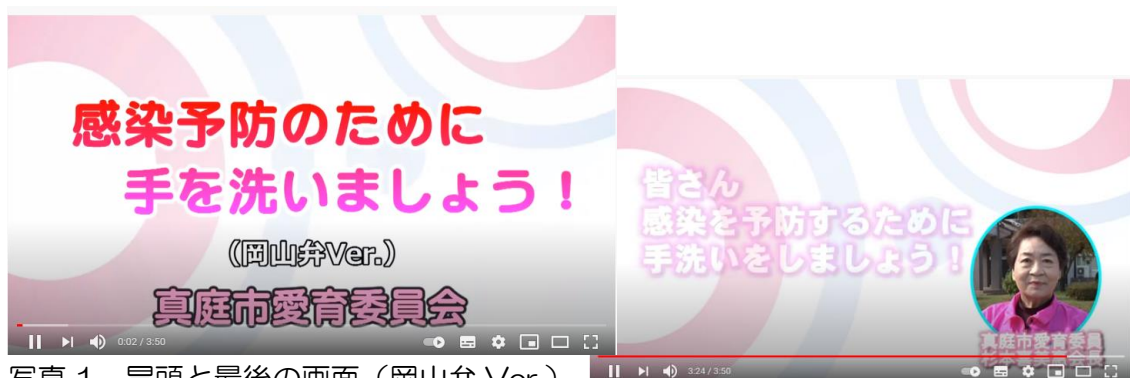 感染予防のために
手を洗いましょう！
（岡山弁Ver.）
真庭市愛育委員会
0:02 / 3:50
皆さん
感染を予防するために
手洗いをしましょう！
真庭市愛育委員
3:24 / 3:50
写真 1 冒頭と最後の画面（岡山弁 Ver.）